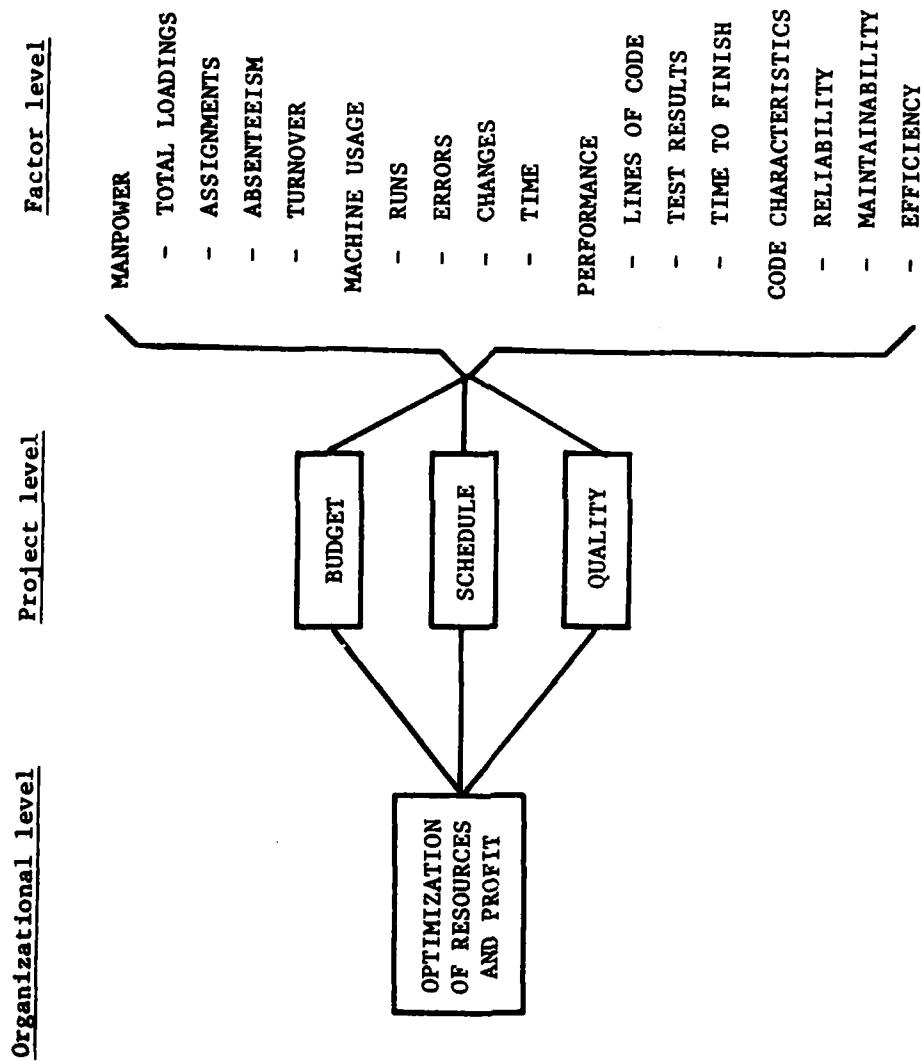 Organizational level
Project level
Factor level
OPTIMIZATION
OF RESOURCES
AND PROFIT
BUDGET
SCHEDULE
QUALITY
MANPOWER
- TOTAL LOADINGS
- ASSIGNMENTS
- ABSENTEEISM
- TURNOVER
MACHINE USAGE
- RUNS
- ERRORS
- CHANGES
- TIME
PERFORMANCE
- LINES OF CODE
- TEST RESULTS
- TIME TO FINISH
CODE CHARACTERISTICS
- RELIABILITY
- MAINTAINABILITY
- EFFICIENCY